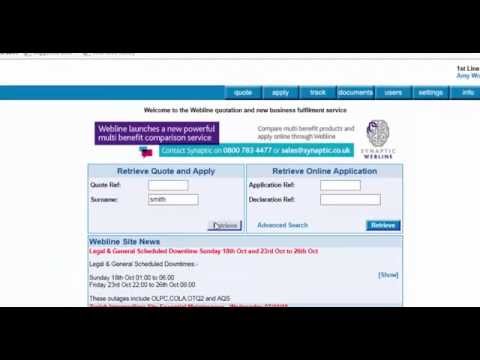 1st Line
Amy Wo
quote apply track documents users settings info
Welcome to the Webline quotation and new business fulfilment service
Webline launches a new powerful
multi benefit comparison service
Compare multi benefit products and
apply online through Webline
Contact Synaptic on 0800 783 4477 or sales@synaptic.co.uk
SYNAPTIC
WEBLINE
Retrieve Quote and Apply
Quote Ref:
Surname: smith
Retrieve
Retrieve Online Application
Application Ref:
Declaration Ref:
Advanced Search Retrieve
Webline Site News
Legal & General Scheduled Downtime Sunday 18th Oct and 23rd Oct to 26th Oct
Legal & General Scheduled Downtimes:-
[Show]
Sunday 18th Oct 01:00 to 06:00
Friday 23rd Oct 22:00 to 26th Oct 08:00
These outages include OLPC,COLA,OTQ2 and AQS